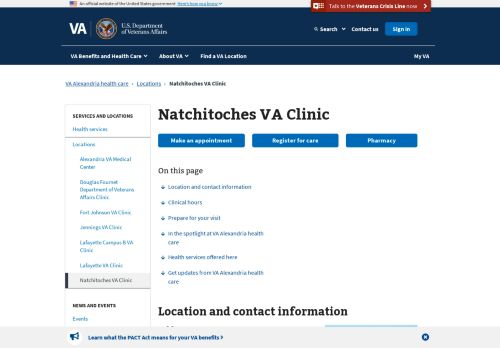 An official website of the United States government Here's how you know
Talk to the Veterans Crisis Line now
VA
U.S. Department
of Veterans Affairs
Search
Contact us
Sign in
VA Benefits and Health Care
About VA
Find a VA Location
My VA
VA Alexandria health care
Locations
Natchitoches VA Clinic
SERVICES AND LOCATIONS
Health services
Locations
Alexandria VA Medical
Center
Douglas Fournet
Department of Veterans
Affairs Clinic
Fort Johnson VA Clinic
Jennings VA Clinic
Lafayette Campus B VA
Clinic
Lafayette VA Clinic
Natchitoches VA Clinic
NEWS AND EVENTS
Events
Natchitoches VA Clinic
Make an appointment
Register for care
Pharmacy
On this page
Location and contact information
Clinical hours
Prepare for your visit
In the spotlight at VA Alexandria health
care
Health services offered here
Get updates from VA Alexandria health
care
Location and contact information
Learn what the PACT Act means for your VA benefits